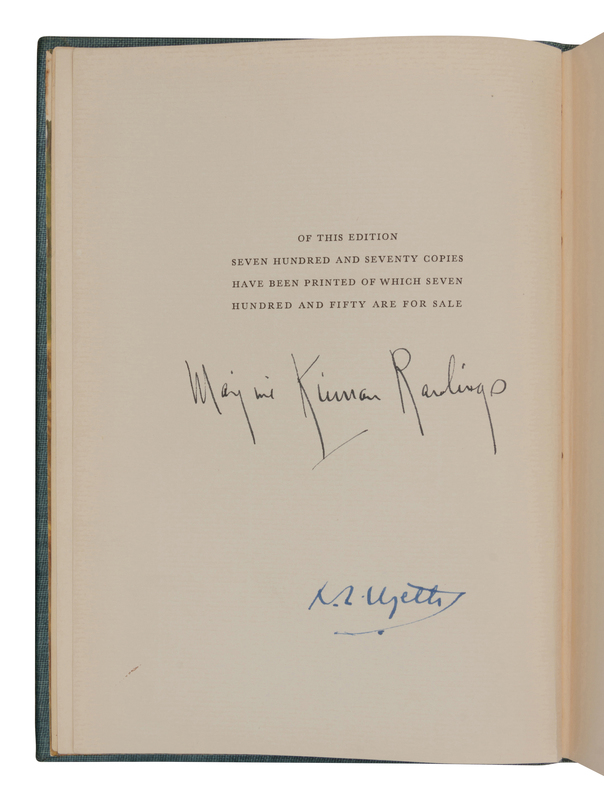 OF THIS EDITION
SEVEN HUNDRED AND SEVENTY COPIES
HAVE BEEN PRINTED OF WHICH SEVEN
HUNDRED AND FIFTY ARE FOR SALE
Marjorie Kinnan Rawlings
N.C. Wyeth